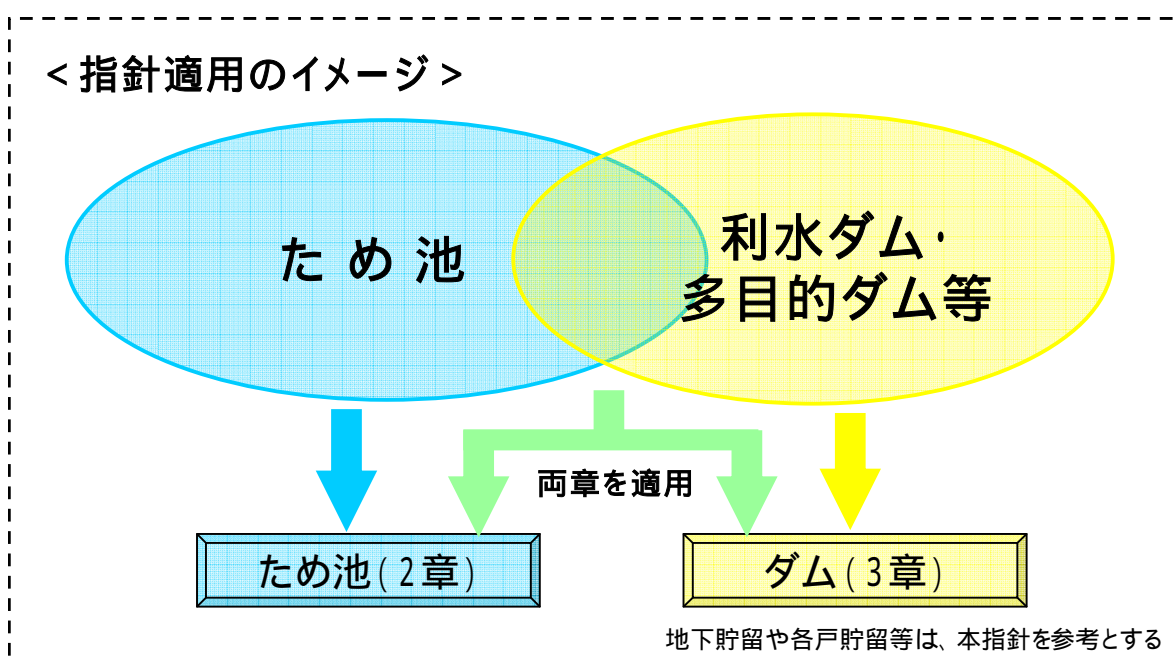 ＜指針適用のイメージ＞
ため池
利水ダム・
多目的ダム等
両章を適用
ため池(２章)
ダム(３章)
地下貯留や各戸貯留等は、本指針を参考とする